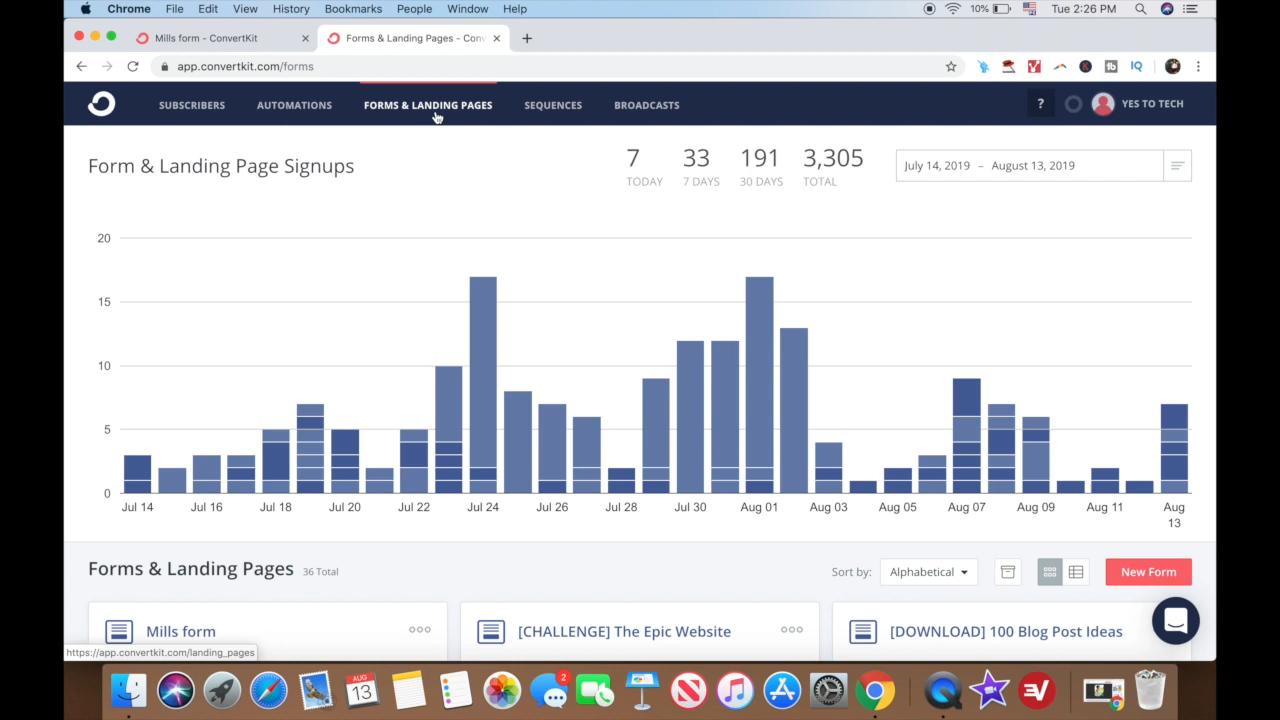 Chrome File Edit View History Bookmarks People Window Help 10% Tue 2:26 PM
Mills form - ConvertKit Forms & Landing Pages - Conv
app.convertkit.com/forms IQ
SUBSCRIBERS AUTOMATIONS FORMS & LANDING PAGES SEQUENCES BROADCASTS ? YES TO TECH
Form & Landing Page Signups
7 33 191 3,305
TODAY 7 DAYS 30 DAYS TOTAL
July 14, 2019 – August 13, 2019
20
15
10
5
0
Jul 14 Jul 16 Jul 18 Jul 20 Jul 22 Jul 24 Jul 26 Jul 28 Jul 30 Aug 01 Aug 03 Aug 05 Aug 07 Aug 09 Aug 11 Aug 13
Forms & Landing Pages 36 Total Sort by: Alphabetical New Form
Mills form [CHALLENGE] The Epic Website [DOWNLOAD] 100 Blog Post Ideas
https://app.convertkit.com/landing_pages
AUG
13
2
EV